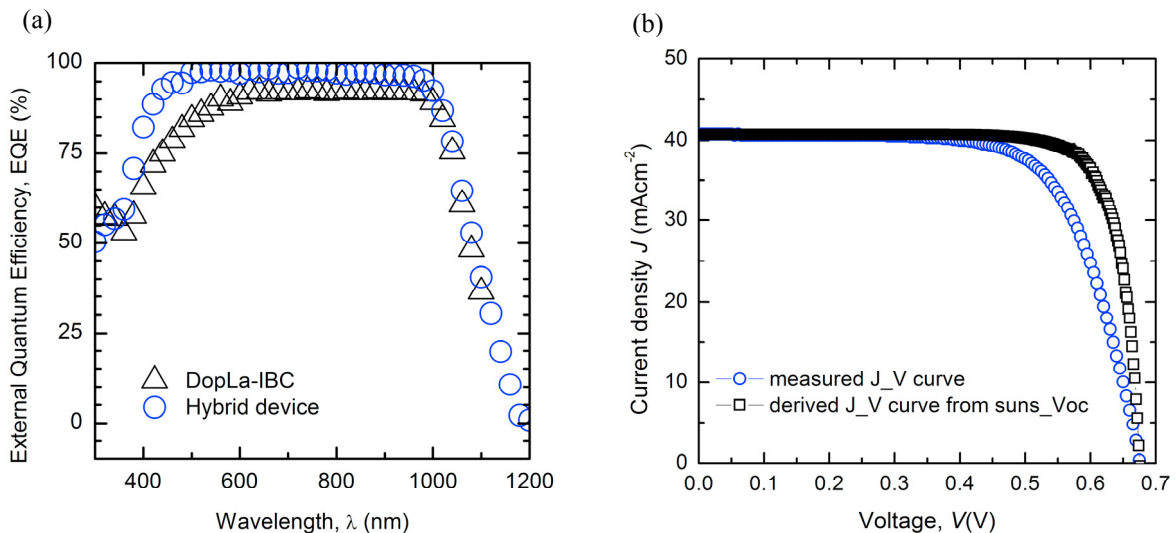 (a)
External Quantum Efficiency, EQE (%)
100
75
50
25
0
DopLa-IBC
Hybrid device
400 600 800 1000 1200
Wavelength, λ (nm)
(b)
Current density J (mAcm-2)
50
40
30
20
10
0
measured J_V curve
derived J_V curve from suns_Voc
0.0 0.1 0.2 0.3 0.4 0.5 0.6 0.7
Voltage, V(V)